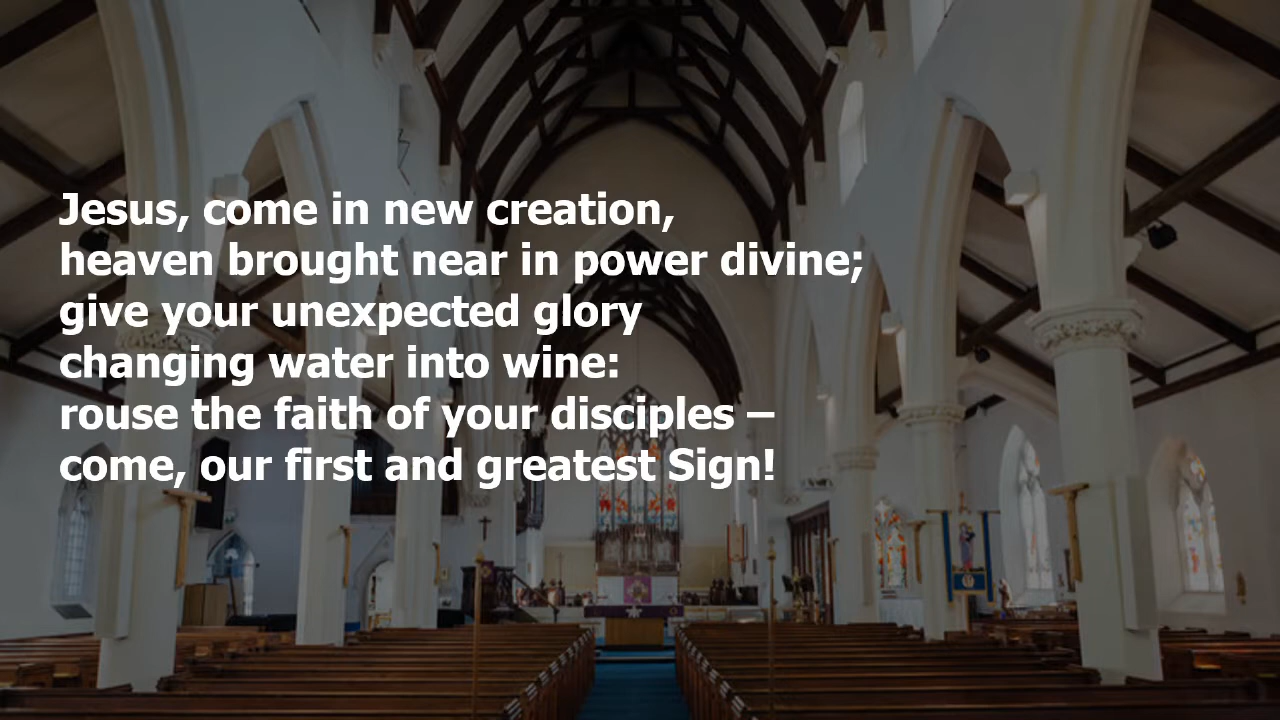 Jesus, come in new creation,
heaven brought near in power divine;
give your unexpected glory
changing water into wine:
rouse the faith of your disciples –
come, our first and greatest Sign!